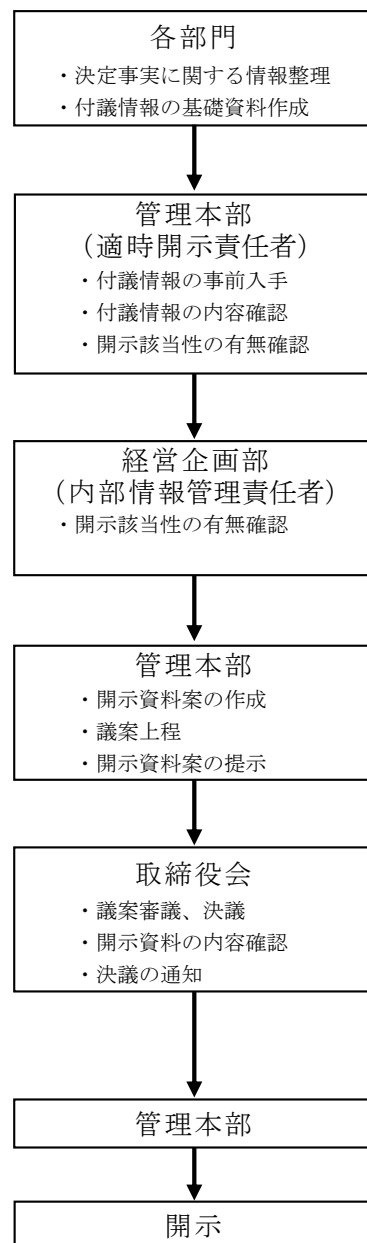 各部門
・決定事実に関する情報整理
・付議情報の基礎資料作成
管理本部
(適時開示責任者)
・付議情報の事前入手
・付議情報の内容確認
・開示該当性の有無確認
経営企画部
(内部情報管理責任者)
・開示該当性の有無確認
管理本部
・開示資料案の作成
・議案上程
・開示資料案の提示
取締役会
・議案審議、決議
・開示資料の内容確認
・決議の通知
管理本部
開示